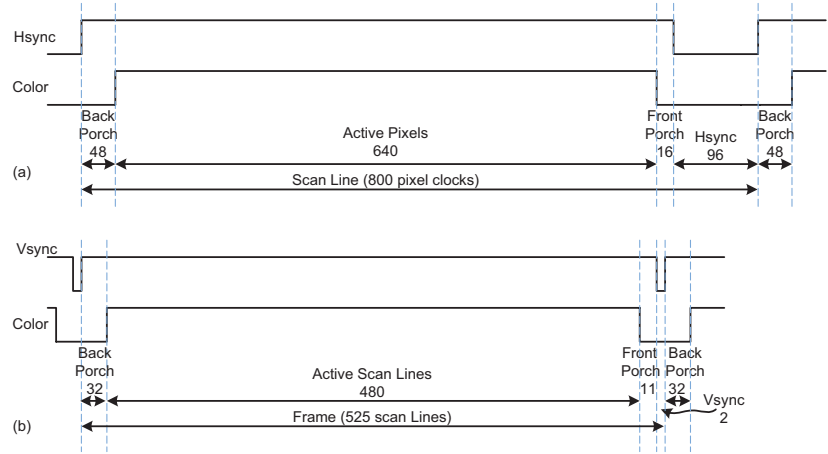 Hsync
Color
Back Porch 48
Active Pixels
640
Front Porch 16
Hsync
96
Back Porch 48
(a)
Scan Line (800 pixel clocks)
Vsync
Color
Back Porch 32
Active Scan Lines
480
Front Porch 11
Back Porch 32
Vsync
2
(b)
Frame (525 scan Lines)